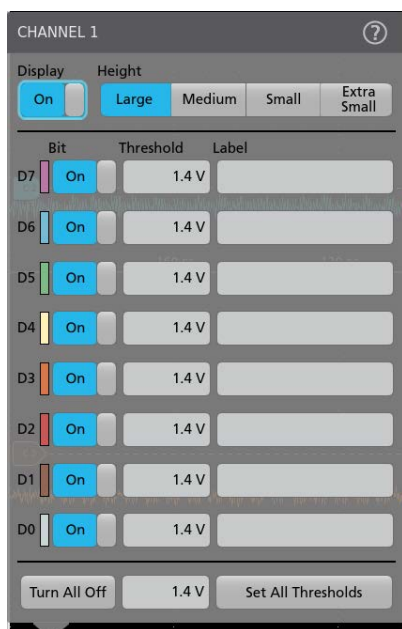 CHANNEL 1 ?
Display Height
On Large Medium Small Extra Small
Bit Threshold Label
D7 On 1.4 V
D6 On 1.4 V
D5 On 1.4 V
D4 On 1.4 V
D3 On 1.4 V
D2 On 1.4 V
D1 On 1.4 V
D0 On 1.4 V
Turn All Off 1.4 V Set All Thresholds